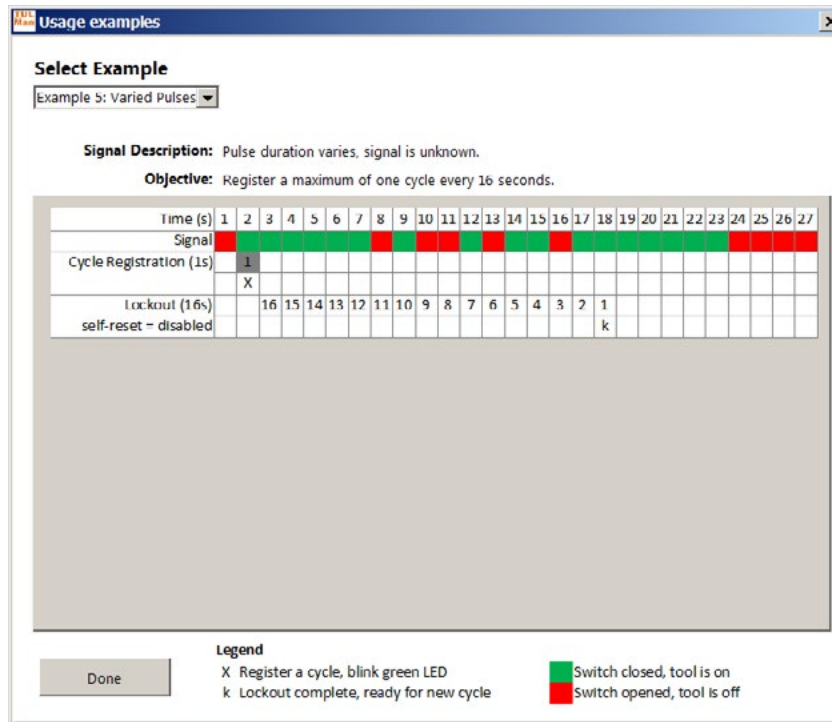 TUL Man Usage examples
Select Example
Example 5: Varied Pulses
Signal Description: Pulse duration varies, signal is unknown.
Objective: Register a maximum of one cycle every 16 seconds.
Time (s) 1 2 3 4 5 6 7 8 9 10 11 12 13 14 15 16 17 18 19 20 21 22 23 24 25 26 27
Signal
Cycle Registration (1s) 1
X
Lockout (16s) 16 15 14 13 12 11 10 9 8 7 6 5 4 3 2 1
self-reset = disabled k
Legend
X Register a cycle, blink green LED Switch closed, tool is on
Done
k Lockout complete, ready for new cycle Switch opened, tool is off